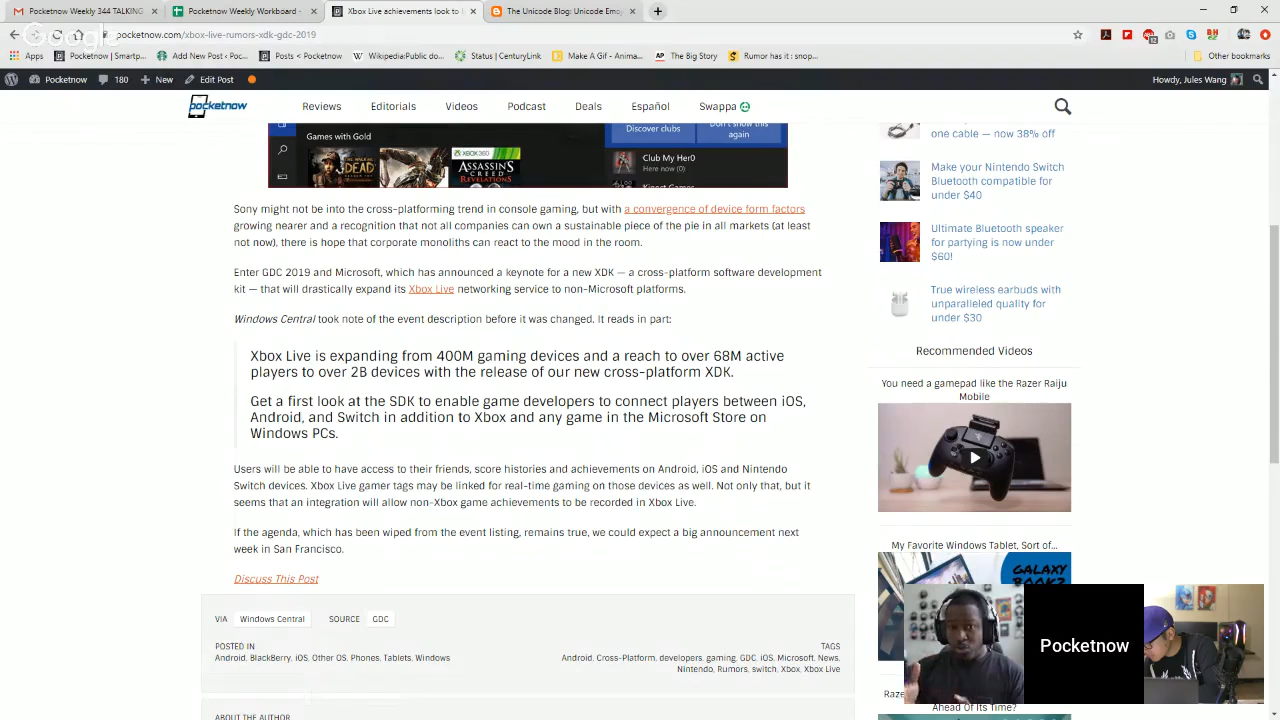 Pocketnow Weekly 344 TALKING
Pocketnow Weekly Workboard -
Xbox Live achievements look to l
The Unicode Blog: Unicode Emoj
Google
pocketnow.com/xbox-live-rumors-xdk-gdc-2019
Apps
Pocketnow | Smartp...
Add New Post < Poc...
Posts < Pocketnow
Wikipedia:Public do...
Status | CenturyLink
Make a Gif - Anima...
The Big Story
Rumor has it : snop...
Other bookmarks
Pocketnow
180
New
Edit Post
Howdy, Jules Wang
pocketnow
Reviews
Editorials
Videos
Podcast
Deals
Español
Swappa
Games with Gold
Discover clubs
Don't show this
again
Club My Her0
Here now (0)
XBOX360
THE WALKING
DEAD
ASSASSIN'S
CREED
REVELATIONS
Sony might not be into the cross-platforming trend in console gaming, but with a convergence of device form factors
growing nearer and a recognition that not all companies can own a sustainable piece of the pie in all markets (at least
not now), there is hope that corporate monoliths can react to the mood in the room.
Enter GDC 2019 and Microsoft, which has announced a keynote for a new XDK — a cross-platform software development
kit — that will drastically expand its Xbox Live networking service to non-Microsoft platforms.
Windows Central took note of the event description before it was changed. It reads in part:
Xbox Live is expanding from 400M gaming devices and a reach to over 68M active
players to over 2B devices with the release of our new cross-platform XDK.
Get a first look at the SDK to enable game developers to connect players between iOS,
Android, and Switch in addition to Xbox and any game in the Microsoft Store on
Windows PCs.
Users will be able to have access to their friends, score histories and achievements on Android, iOS and Nintendo
Switch devices. Xbox Live gamer tags may be linked for real-time gaming on those devices as well. Not only that, but it
seems that an integration will allow non-Xbox game achievements to be recorded in Xbox Live.
If the agenda, which has been wiped from the event listing, remains true, we could expect a big announcement next
week in San Francisco.
Discuss This Post
VIA Windows Central SOURCE GDC
POSTED IN
Android, BlackBerry, iOS, Other OS, Phones, Tablets, Windows
TAGS
Android, Cross-Platform, developers, gaming, GDC, iOS, Microsoft, News,
Nintendo, Rumors, switch, Xbox, Xbox Live
ABOUT THE AUTHOR
one cable — now 38% off
Make your Nintendo Switch
Bluetooth compatible for
under $40
Ultimate Bluetooth speaker
for partying is now under
$60!
True wireless earbuds with
unparalleled quality for
under $30
Recommended Videos
You need a gamepad like the Razer Raiju
Mobile
My Favorite Windows Tablet, Sort of...
GALAXY
BOOK2
Ahead Of Its Time?
Pocketnow